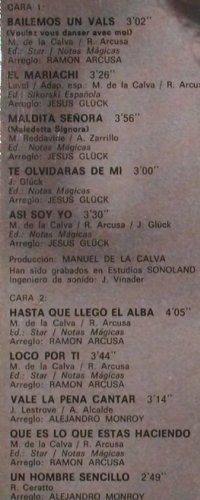 CARA 1:
BAILEMOS UN VALS 3'02"
(Voulez vous danser avec moi)
M. de la Calva / R. Arcusa
Ed.: Star / Notas Mágicas
Arreglo: RAMON ARCUSA
EL MARIACHI 3'26"
Laval / Adap. esp.: M. de la Calva / R. Arcu
Ed.: Sikorski Española
Arreglo: JESUS GLÜCK
MALDITA SEÑORA 3'56"
(Maledetta Signora)
M. Reddavide / A. Zarrillo
Ed.: Notas Mágicas
Arreglo: JESUS GLÜCK
TE OLVIDARAS DE MI 3'00"
J. Glück
Ed.: Notas Mágicas
Arreglo: JESUS GLÜCK
ASI SOY YO 3'30"
M. de la Calva / R. Arcusa / J. Glück
Ed.: Notas Mágicas
Arreglo: JESUS GLÜCK
Producción: MANUEL DE LA CALVA
Han sido grabados en Estudios SONOLAND
Ingeniero de sonido: J. Vinader
CARA 2:
HASTA QUE LLEGO EL ALBA 4'05"
M. de la Calva / R. Arcusa
Ed.: Star / Notas Mágicas
Arreglo: RAMON ARCUSA
LOCO POR TI 3'44"
M. de la Calva / R. Arcusa
Ed.: Star / Notas Mágicas
Arreglo: RAMON ARCUSA
VALE LA PENA CANTAR 3'14"
J. Lestrove / A. Alcalde
Ed.: Notas Mágicas
Arreglo: ALEJANDRO MONROY
QUE ES LO QUE ESTAS HACIENDO
M. de la Calva / R. Arcusa
Ed.: Star / Notas Mágicas
Arreglo: RAMON ARCUSA
UN HOMBRE SENCILLO 2'49"
R. Ceratto
Ed.: Notas Mágicas
Arreglo: ALEJANDRO MONROY